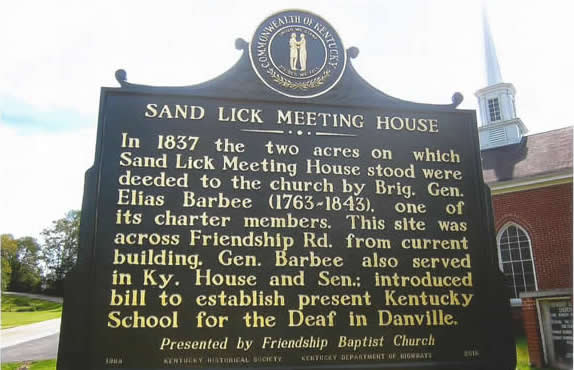 COMMONWEALTH OF KENTUCKY
SAND LICK MEETING HOUSE
In 1837 the two acres on which
Sand Lick Meeting House stood were
deeded to the church by Brig. Gen.
Elias Barbee (1763-1843), one of
its charter members. This site was
across Friendship Rd. from current
building. Gen. Barbee also served
in Ky. House and Sen.; introduced
bill to establish present Kentucky
School for the Deaf in Danville.
Presented by Friendship Baptist Church
KENTUCKY HISTORICAL SOCIETY KENTUCKY DEPARTMENT OF HIGHWAYS